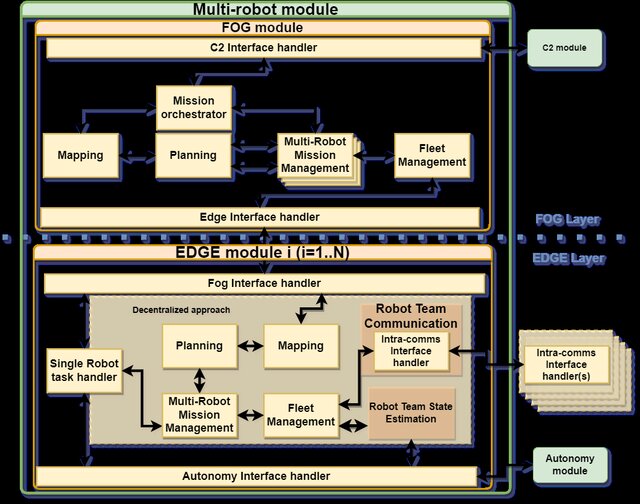 Multi-robot module
FOG module
C2 Interface handler
C2 module
Mission
orchestrator
Mapping
Planning
Multi-Robot
Mission
Management
Fleet
Management
Edge Interface handler
FOG Layer
EDGE Layer
EDGE module i (i=1..N)
Fog Interface handler
Decentralized approach
Robot Team
Communication
Planning
Mapping
Intra-comms
Interface
handler
Intra-comms
Interface
handler(s)
Single Robot
task handler
Multi-Robot
Mission
Management
Fleet
Management
Robot Team State
Estimation
Autonomy Interface handler
Autonomy
module